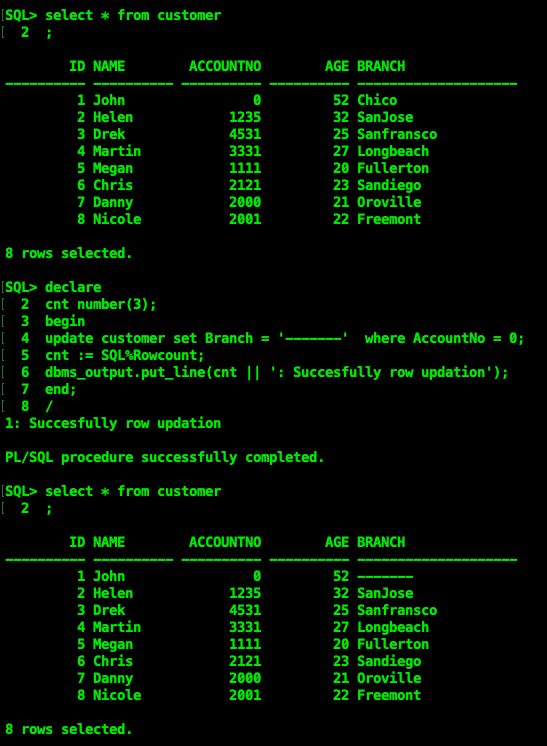 [SQL> select * from customer
[  2  ;
        ID NAME        ACCOUNTNO        AGE BRANCH
---------- ---------- ---------- ---------- --------------------
         1 John                0         52 Chico
         2 Helen            1235         32 SanJose
         3 Drek             4531         25 Sanfransco
         4 Martin           3331         27 Longbeach
         5 Megan            1111         20 Fullerton
         6 Chris            2121         23 Sandiego
         7 Danny            2000         21 Oroville
         8 Nicole           2001         22 Freemont
8 rows selected.
[SQL> declare
[  2  cnt number(3);
[  3  begin
[  4  update customer set Branch = '-------'  where AccountNo = 0;
[  5  cnt := SQL%Rowcount;
[  6  dbms_output.put_line(cnt || ': Succesfully row updation');
[  7  end;
[  8  /
1: Succesfully row updation
PL/SQL procedure successfully completed.
[SQL> select * from customer
[  2  ;
        ID NAME        ACCOUNTNO        AGE BRANCH
---------- ---------- ---------- ---------- --------------------
         1 John                0         52 -------
         2 Helen            1235         32 SanJose
         3 Drek             4531         25 Sanfransco
         4 Martin           3331         27 Longbeach
         5 Megan            1111         20 Fullerton
         6 Chris            2121         23 Sandiego
         7 Danny            2000         21 Oroville
         8 Nicole           2001         22 Freemont
8 rows selected.